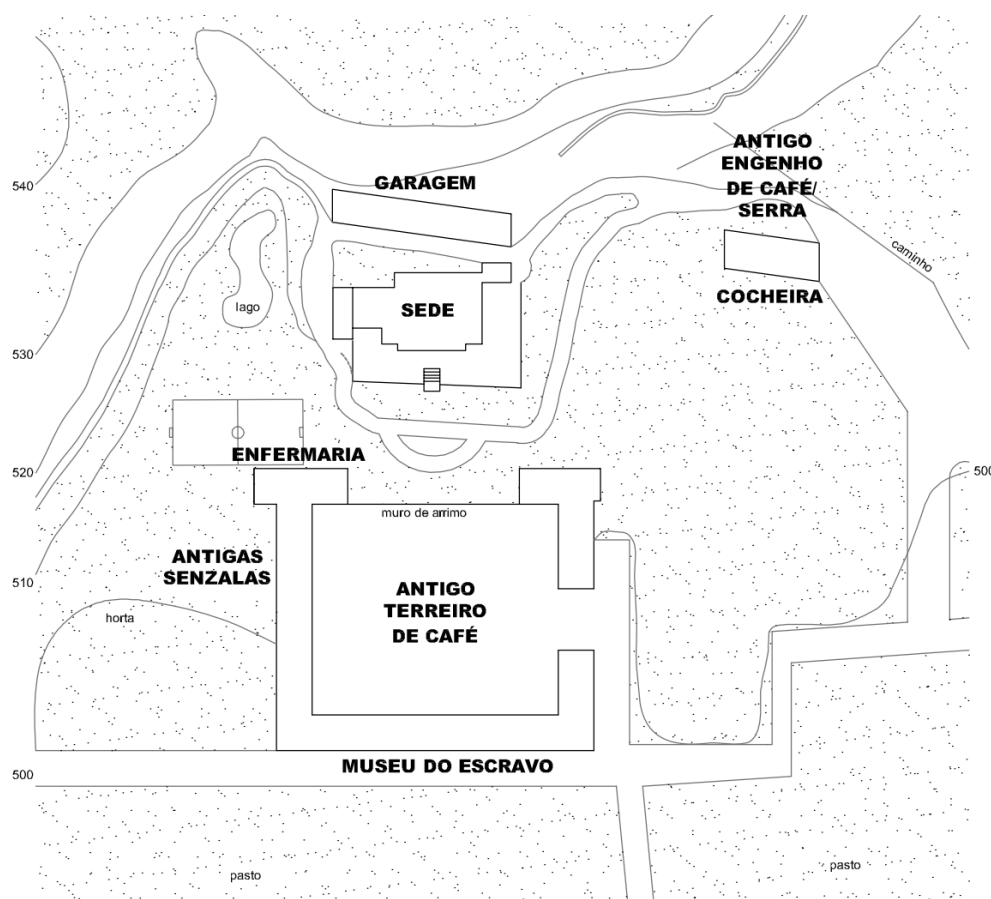 ANTIGO
ENGENHO
DE CAFÉ/
SERRA
540
GARAGEM
caminho
COCHEIRA
lago
SEDE
530
ENFERMARIA
520
500
muro de arrimo
ANTIGAS
SENZALAS
510
ANTIGO
TERREIRO
DE CAFÉ
horta
MUSEU DO ESCRAVO
500
pasto
pasto